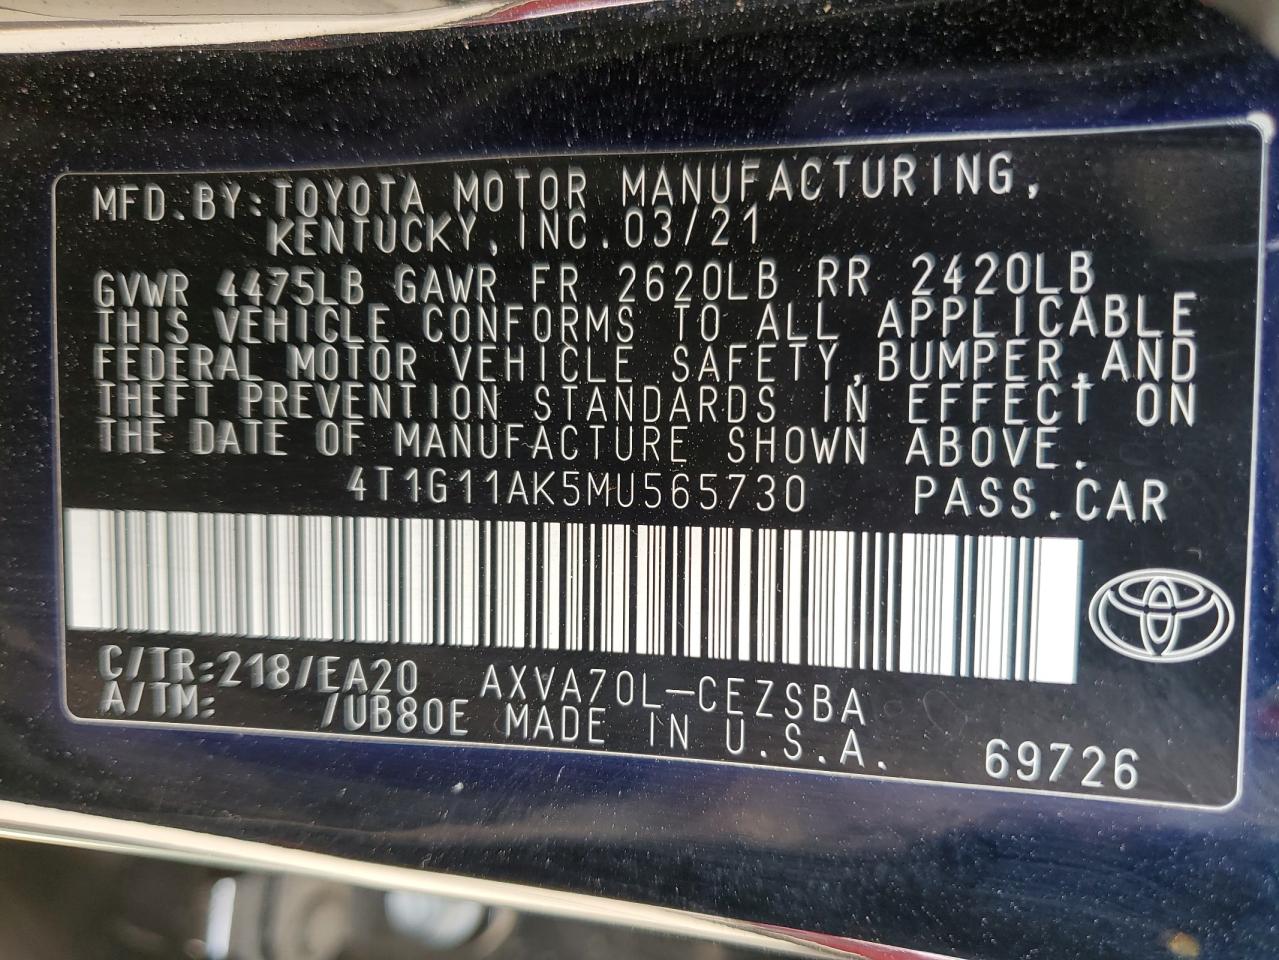 MFD.BY:TOYOTA MOTOR MANUFACTURING,
KENTUCKY,INC.03/21
GVWR 4475LB GAWR FR 2620LB RR 2420LB
THIS VEHICLE CONFORMS TO ALL APPLICABLE
FEDERAL MOTOR VEHICLE SAFETY,BUMPER,AND
THEFT PREVENTION STANDARDS IN EFFECT ON
THE DATE OF MANUFACTURE SHOWN ABOVE.
4T1G11AK5MU565730 PASS.CAR
C/TR:218/EA20 AXVA70L-CEZSBA
A/TM: /UB80E MADE IN U.S.A.
69726